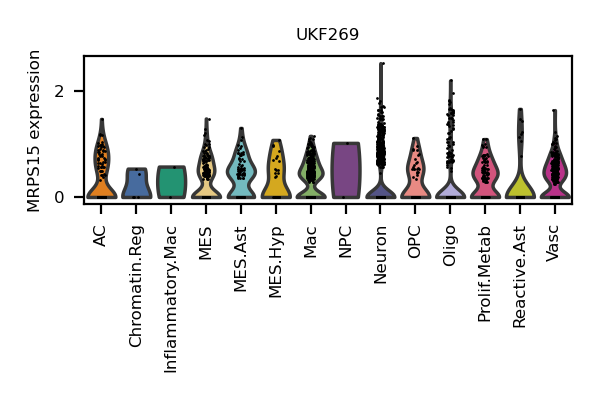 UKF269
MRPS15 expression
2
0
AC
Chromatin.Reg
Inflammatory.Mac
MES
MES.Ast
MES.Hyp
Mac
NPC
Neuron
OPC
Oligo
Prolif.Metab
Reactive.Ast
Vasc